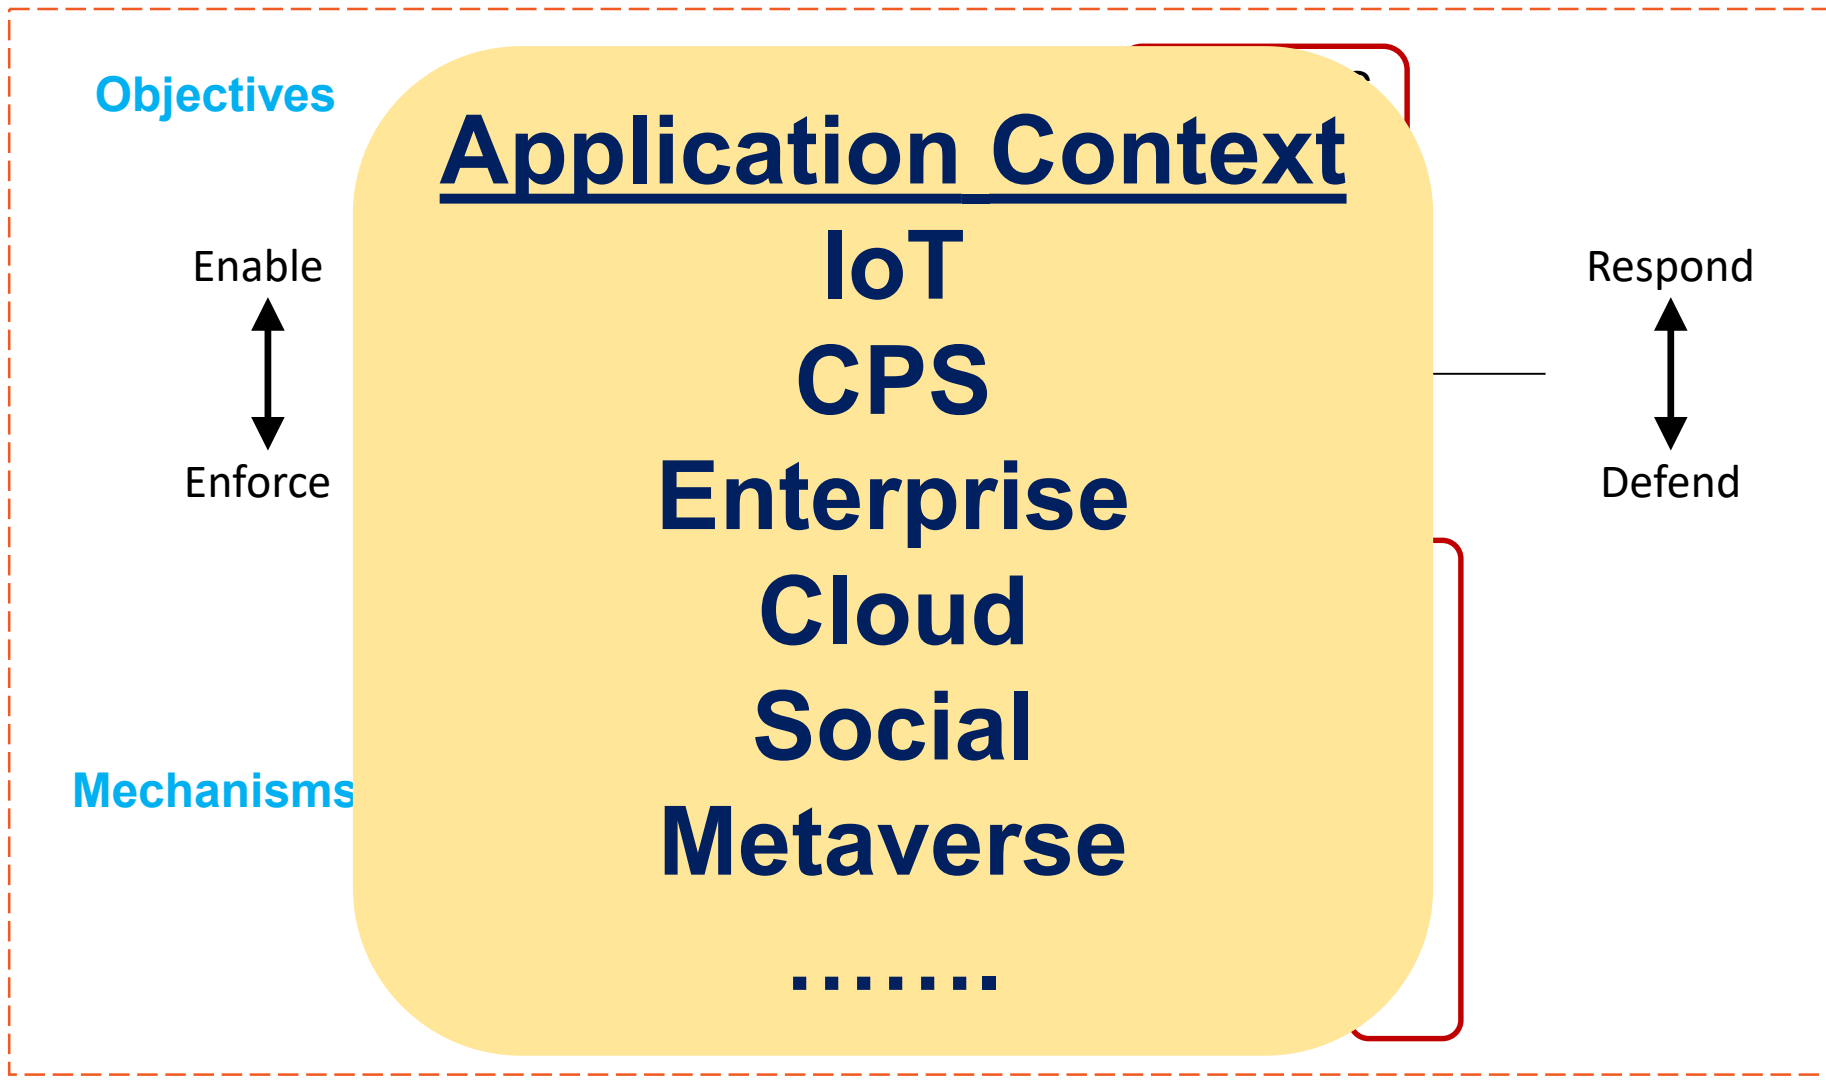 Objectives
Application Context
IoT
Enable
Respond
CPS
Enforce
Enterprise
Defend
Cloud
Social
Mechanisms
Metaverse
.......